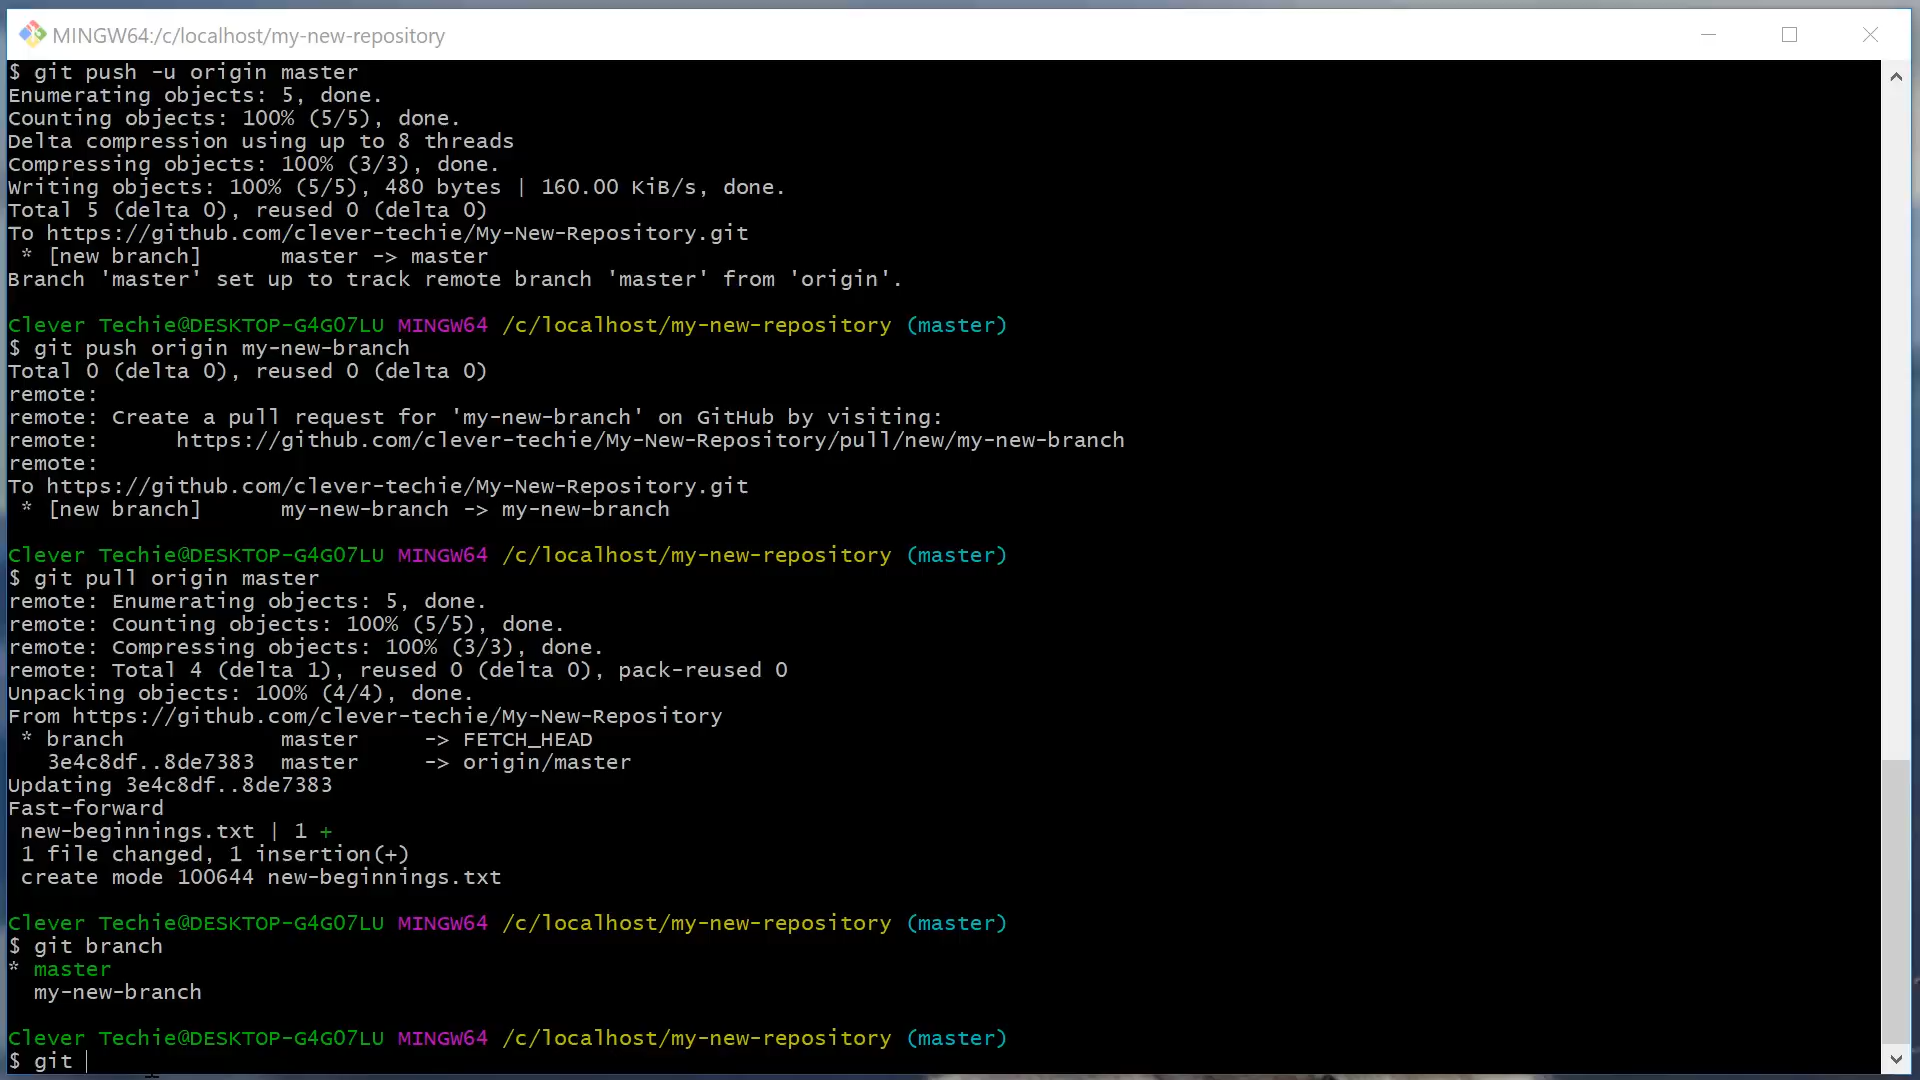 MINGW64:/c/localhost/my-new-repository
$ git push -u origin master
Enumerating objects: 5, done.
Counting objects: 100% (5/5), done.
Delta compression using up to 8 threads
Compressing objects: 100% (3/3), done.
Writing objects: 100% (5/5), 480 bytes | 160.00 KiB/s, done.
Total 5 (delta 0), reused 0 (delta 0)
To https://github.com/clever-techie/My-New-Repository.git
 * [new branch]      master -> master
Branch 'master' set up to track remote branch 'master' from 'origin'.

Clever Techie@DESKTOP-G4G07LU MINGW64 /c/localhost/my-new-repository (master)
$ git push origin my-new-branch
Total 0 (delta 0), reused 0 (delta 0)
remote:
remote: Create a pull request for 'my-new-branch' on GitHub by visiting:
remote:      https://github.com/clever-techie/My-New-Repository/pull/new/my-new-branch
remote:
To https://github.com/clever-techie/My-New-Repository.git
 * [new branch]      my-new-branch -> my-new-branch

Clever Techie@DESKTOP-G4G07LU MINGW64 /c/localhost/my-new-repository (master)
$ git pull origin master
remote: Enumerating objects: 5, done.
remote: Counting objects: 100% (5/5), done.
remote: Compressing objects: 100% (3/3), done.
remote: Total 4 (delta 1), reused 0 (delta 0), pack-reused 0
Unpacking objects: 100% (4/4), done.
From https://github.com/clever-techie/My-New-Repository
 * branch            master     -> FETCH_HEAD
   3e4c8df..8de7383  master     -> origin/master
Updating 3e4c8df..8de7383
Fast-forward
 new-beginnings.txt | 1 +
 1 file changed, 1 insertion(+)
 create mode 100644 new-beginnings.txt

Clever Techie@DESKTOP-G4G07LU MINGW64 /c/localhost/my-new-repository (master)
$ git branch
* master
  my-new-branch

Clever Techie@DESKTOP-G4G07LU MINGW64 /c/localhost/my-new-repository (master)
$ git